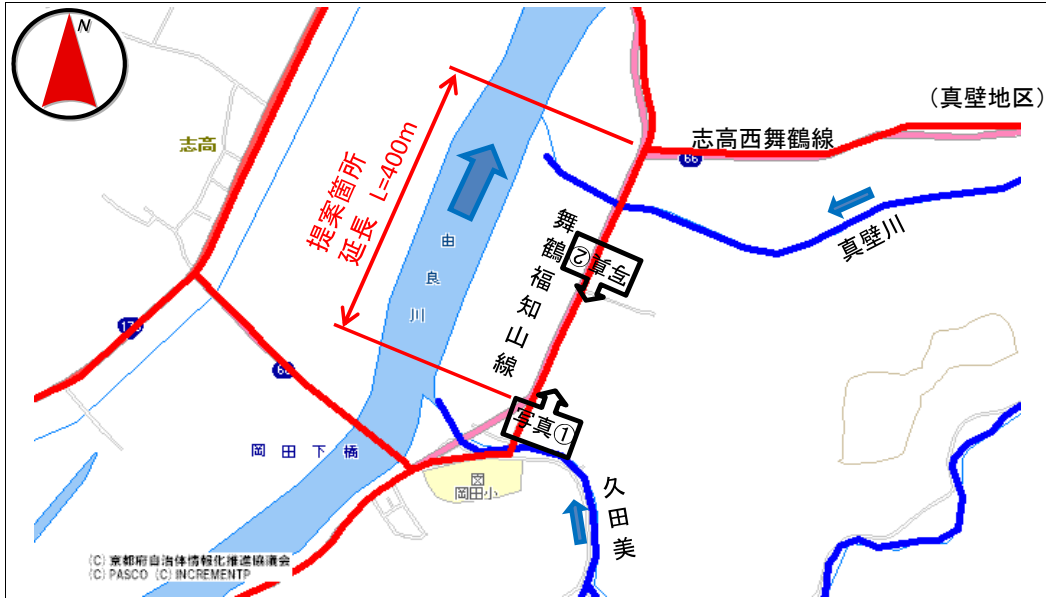 N
(真壁地区)
志高西舞鶴線
66
志高
提案箇所
延長 L=400m
由良川
舞鶴福知山線
写真②
真壁川
写真①
岡田下橋
岡田小
久田美
(C) 京都府自治体情報化推進協議会
(C) PASCO (C) INCREMENTP